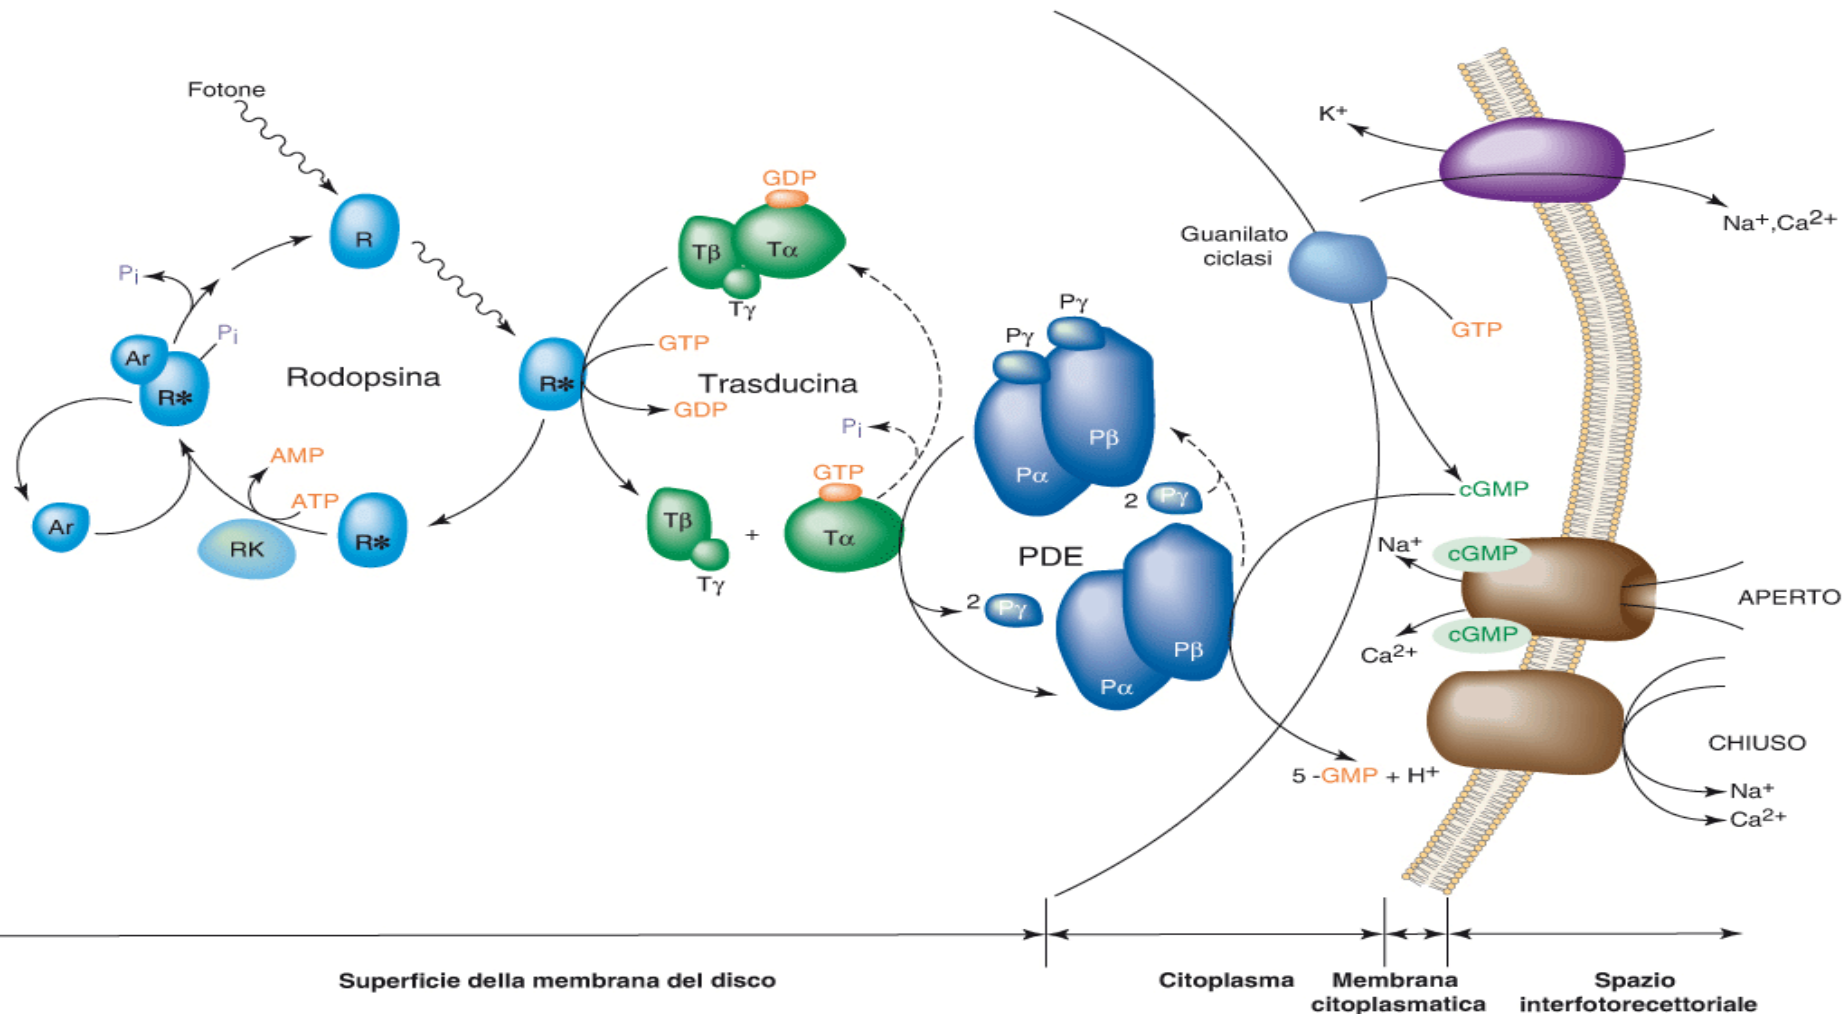 Fotone
R
Pi
Ar
R*
Pi
Rodopsina
Ar
AMP
ATP
RK
R*
R*
GDP
Tβ
Tα
Tγ
GTP
Trasducina
GDP
Pi
GTP
Tβ
+
Tα
Tγ
Pγ
Pγ
Pβ
Pα
2 Pγ
PDE
2 Pγ
Pβ
Pα
Guanilato
ciclasi
GTP
cGMP
K+
Na+,Ca2+
Na+
cGMP
cGMP
Ca2+
APERTO
CHIUSO
Na+
Ca2+
5 -GMP + H+
Superficie della membrana del disco
Citoplasma
Membrana
citoplasmatica
Spazio
interfotorecettoriale